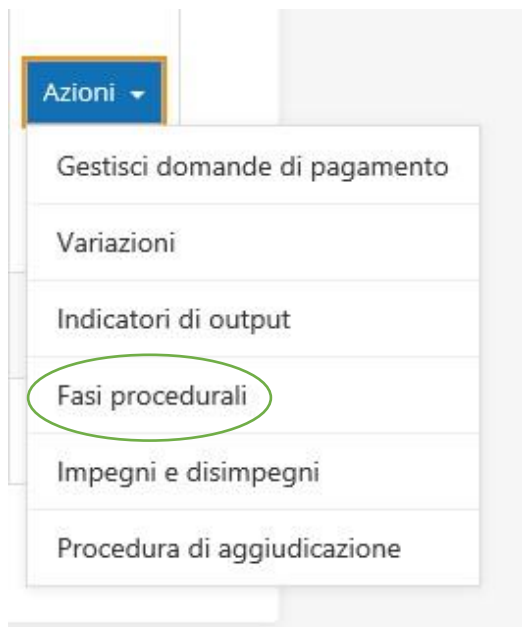 Azioni
Gestisci domande di pagamento
Variazioni
Indicatori di output
Fasi procedurali
Impegni e disimpegni
Procedura di aggiudicazione